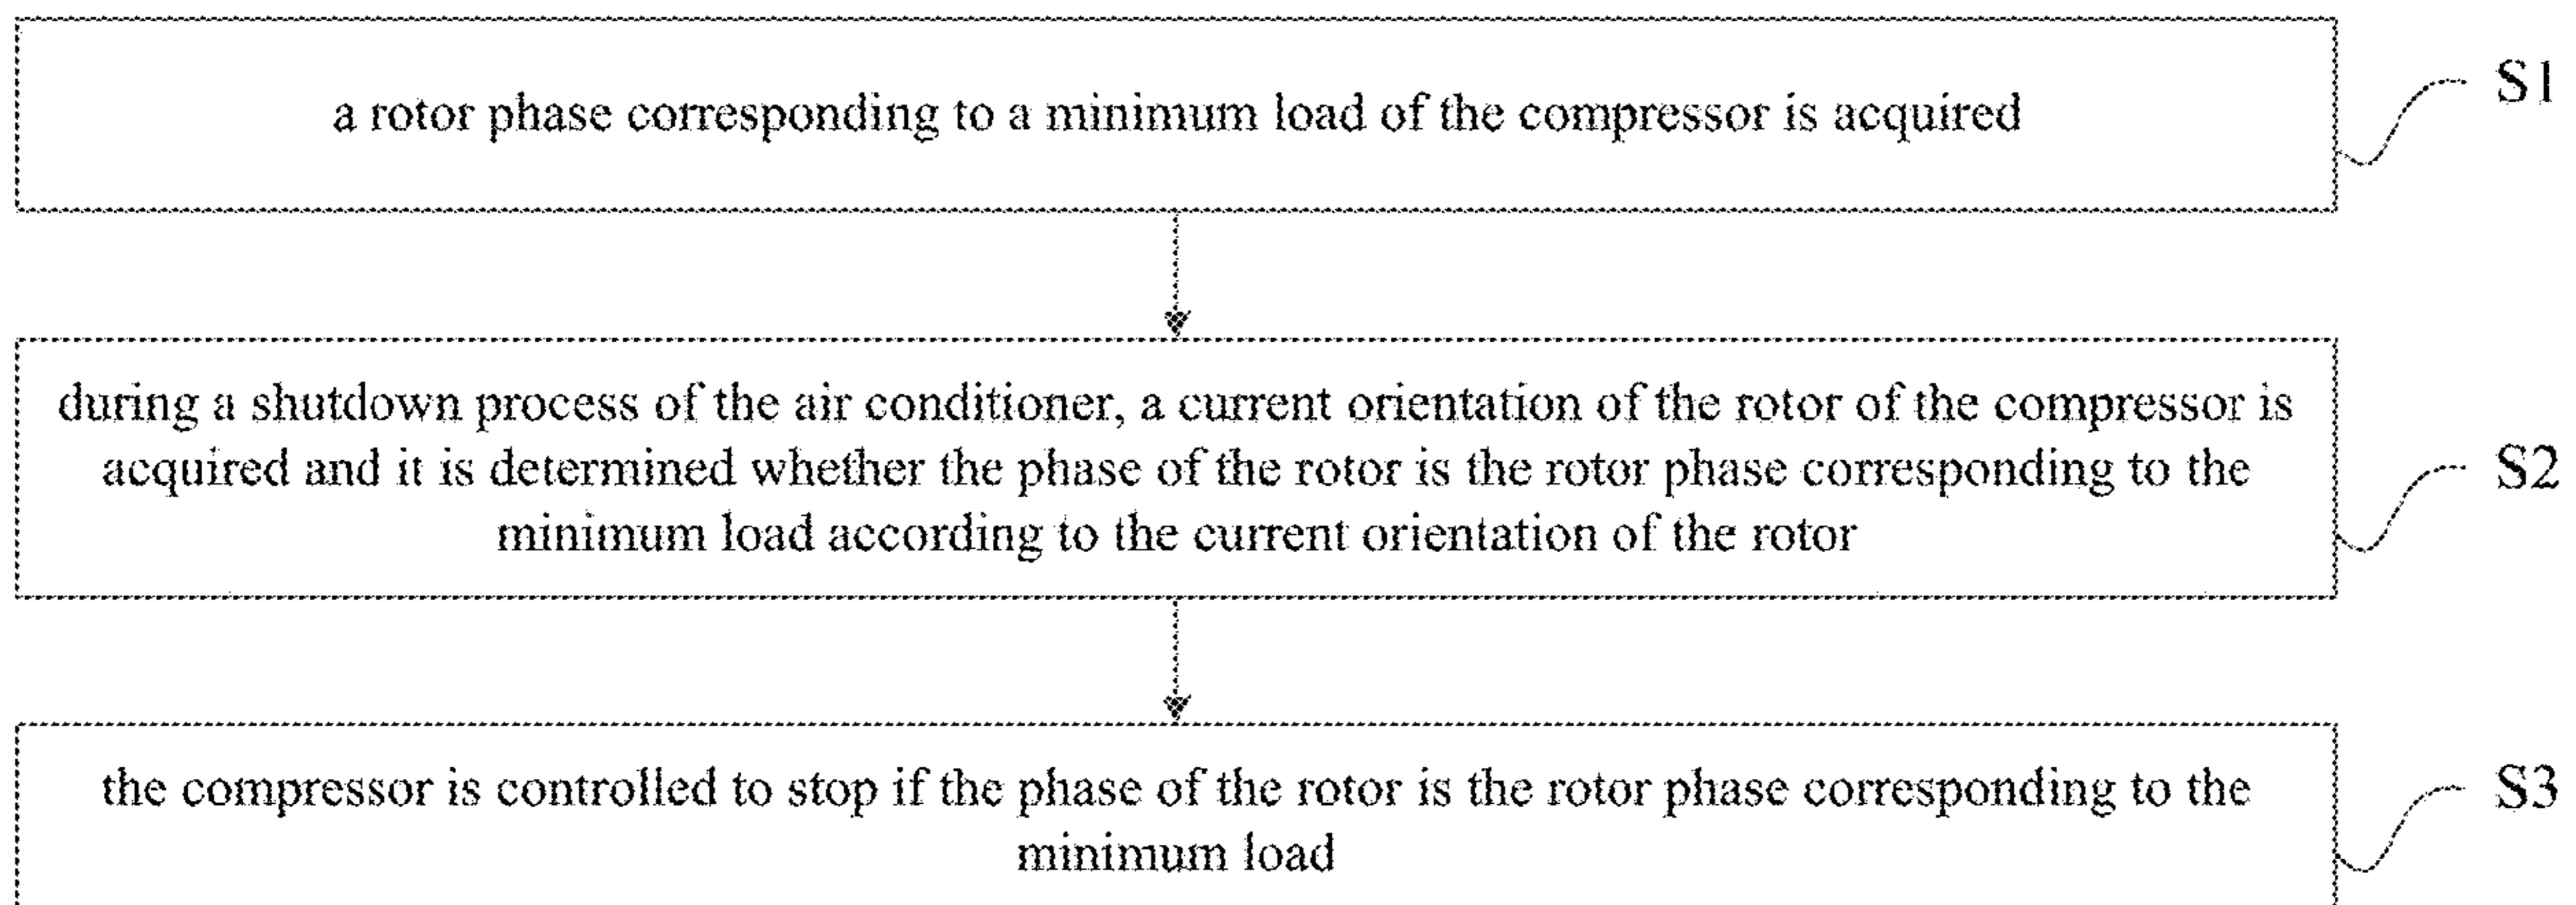 a rotor phase corresponding to a minimum load of the compressor is acquired
S1
during a shutdown process of the air conditioner, a current orientation of the rotor of the compressor is
acquired and it is determined whether the phase of the rotor is the rotor phase corresponding to the
minimum load according to the current orientation of the rotor
S2
the compressor is controlled to stop if the phase of the rotor is the rotor phase corresponding to the
minimum load
S3